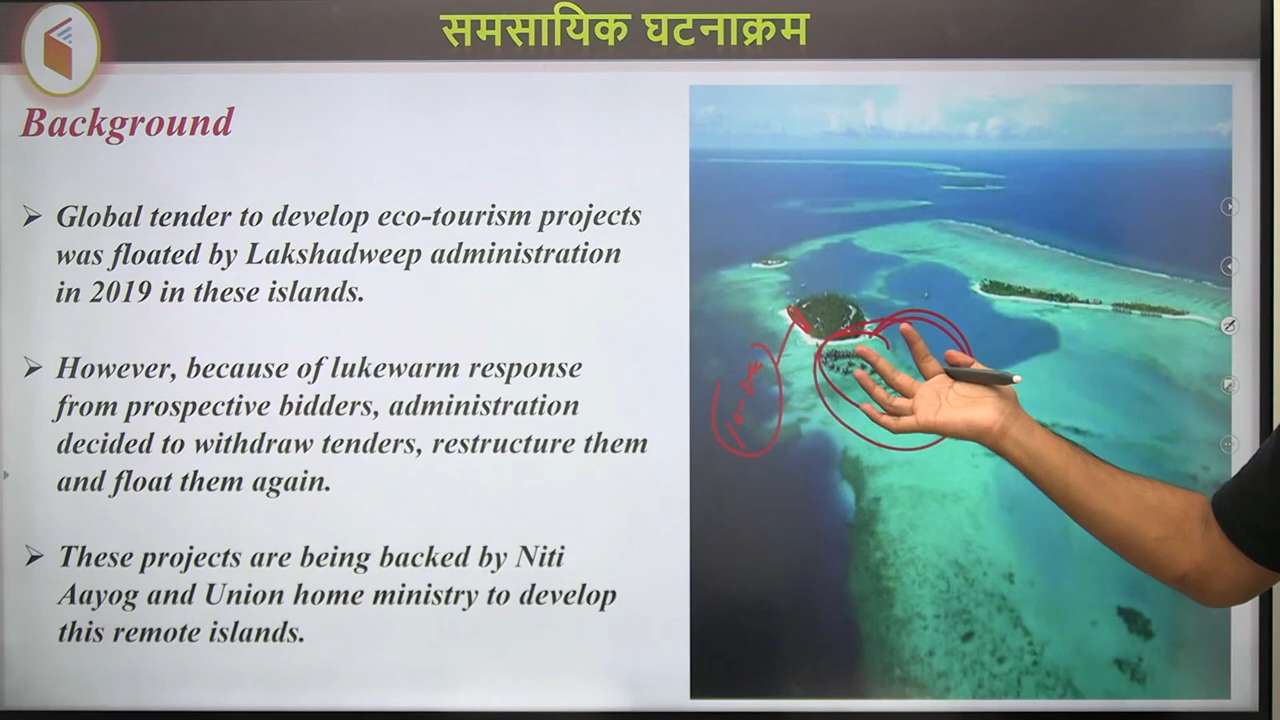 समसायिक घटनाक्रम
Background
Global tender to develop eco-tourism projects
was floated by Lakshadweep administration
in 2019 in these islands.
However, because of lukewarm response
from prospective bidders, administration
decided to withdraw tenders, restructure them
and float them again.
These projects are being backed by Niti
Aayog and Union home ministry to develop
this remote islands.